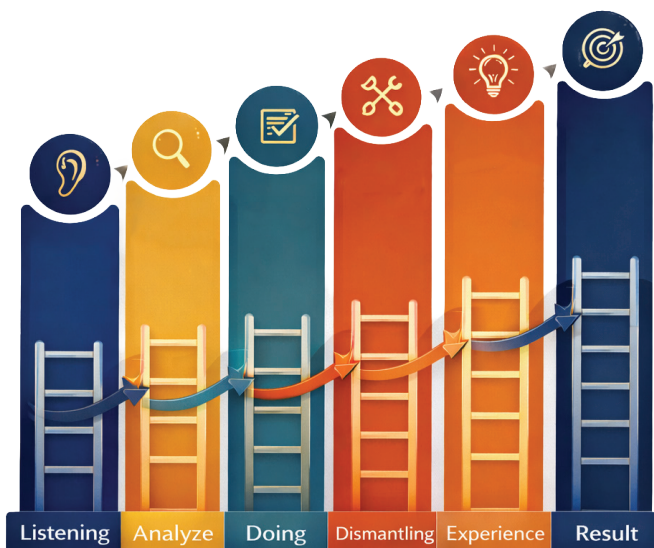 Listening
Analyze
Doing
Dismantling
Experience
Result